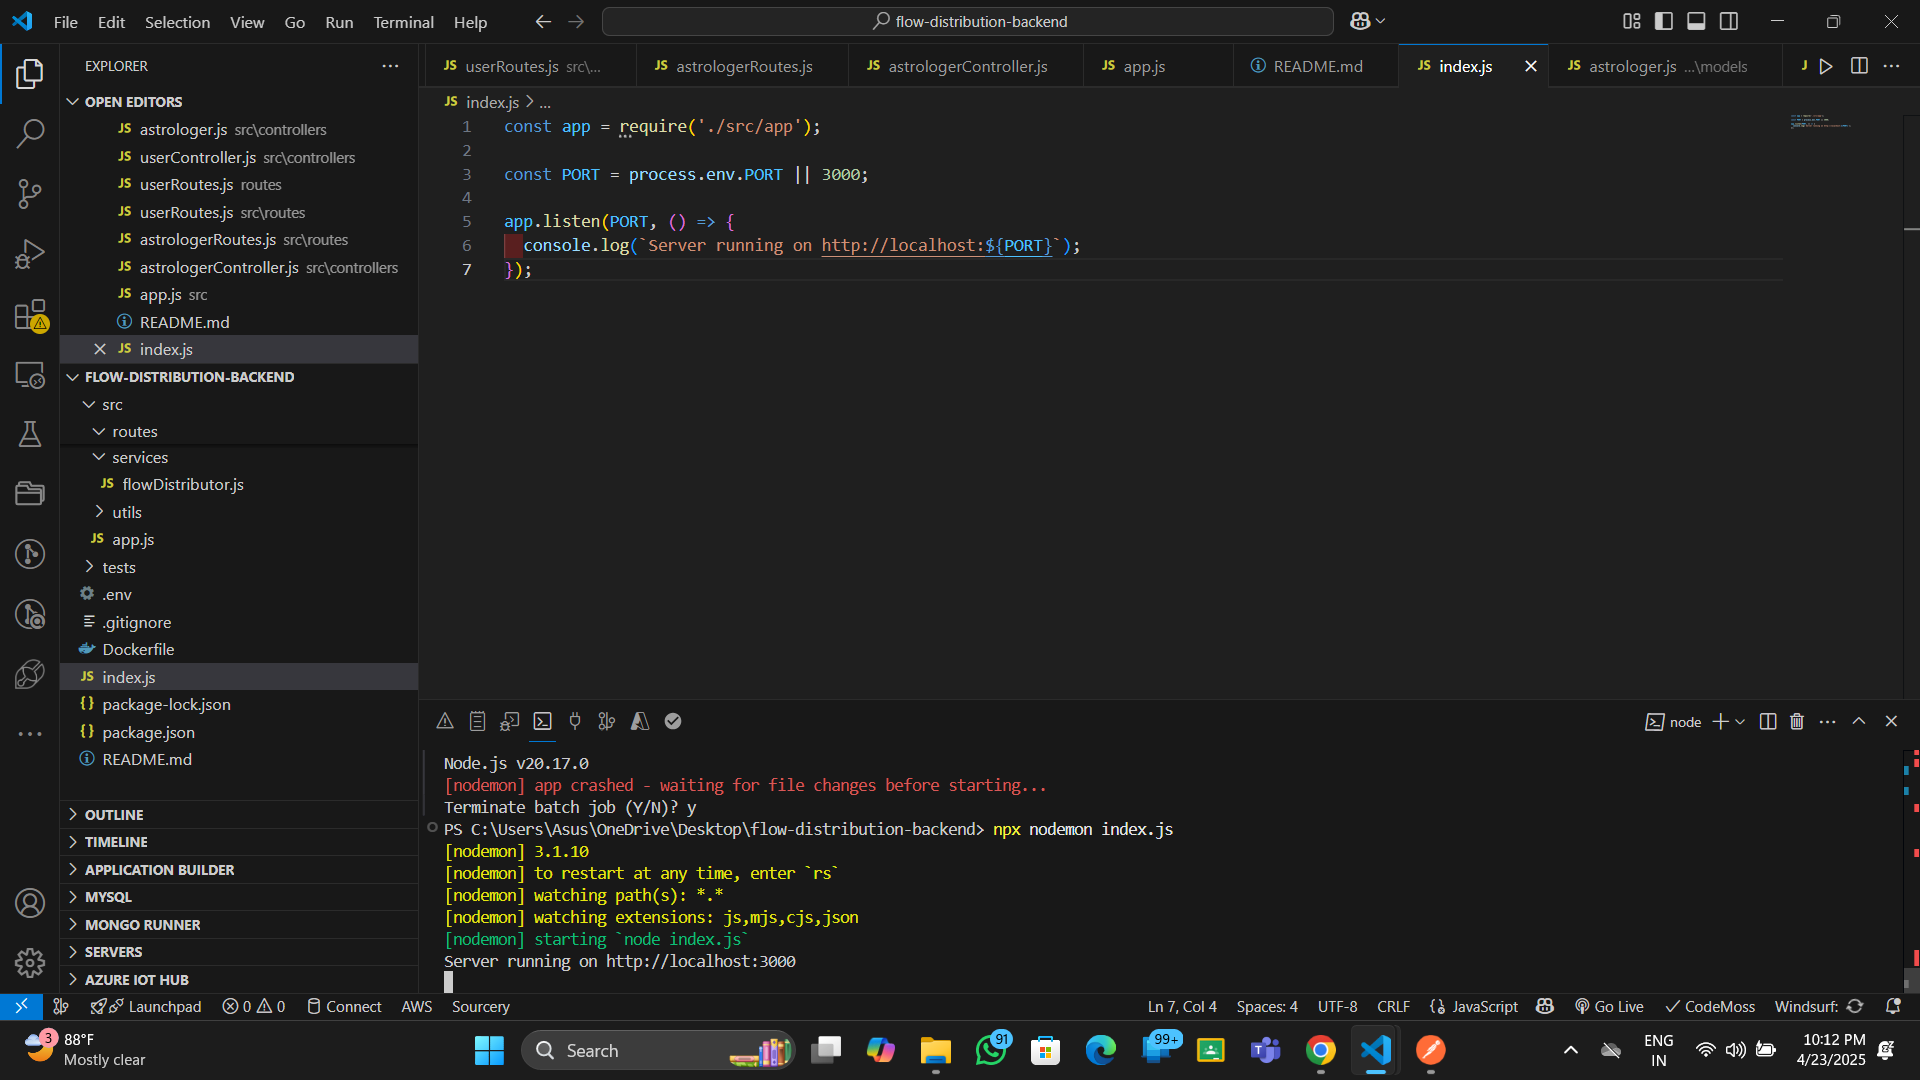 File Edit Selection View Go Run Terminal Help
flow-distribution-backend
EXPLORER
OPEN EDITORS
JS astrologer.js src\controllers
JS userController.js src\controllers
JS userRoutes.js routes
JS userRoutes.js src\routes
JS astrologerRoutes.js src\routes
JS astrologerController.js src\controllers
JS app.js src
README.md
JS index.js
FLOW-DISTRIBUTION-BACKEND
src
routes
services
JS flowDistributor.js
utils
JS app.js
tests
.env
.gitignore
Dockerfile
JS index.js
{} package-lock.json
{} package.json
README.md
OUTLINE
TIMELINE
APPLICATION BUILDER
MYSQL
MONGO RUNNER
SERVERS
AZURE IOT HUB
JS userRoutes.js src\... JS astrologerRoutes.js JS astrologerController.js JS app.js README.md JS index.js JS astrologer.js ...\models J
JS index.js > ...
1 const app = require('./src/app');
2
3 const PORT = process.env.PORT || 3000;
4
5 app.listen(PORT, () => {
6 console.log(`Server running on http://localhost:${PORT}`);
7 });
node
Node.js v20.17.0
[nodemon] app crashed - waiting for file changes before starting...
Terminate batch job (Y/N)? y
PS C:\Users\Asus\OneDrive\Desktop\flow-distribution-backend> npx nodemon index.js
[nodemon] 3.1.10
[nodemon] to restart at any time, enter `rs`
[nodemon] watching path(s): *.*
[nodemon] watching extensions: js,mjs,cjs,json
[nodemon] starting `node index.js`
Server running on http://localhost:3000
Launchpad 0 0 Connect AWS Sourcery Ln 7, Col 4 Spaces: 4 UTF-8 CRLF {} JavaScript Go Live CodeMoss Windsurf:
3
88°F
Mostly clear
Search
91
99+
ENG
IN
10:12 PM
4/23/2025